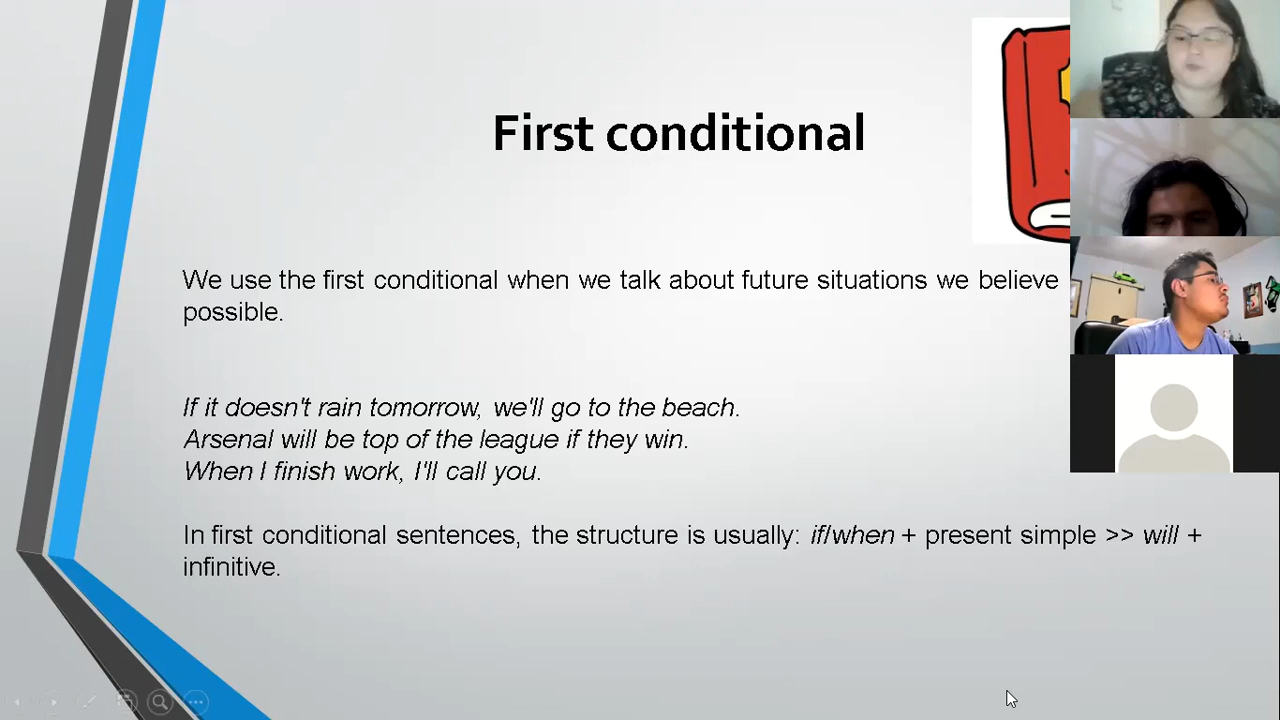 First conditional
We use the first conditional when we talk about future situations we believe
possible.
If it doesn't rain tomorrow, we'll go to the beach.
Arsenal will be top of the league if they win.
When I finish work, I'll call you.
In first conditional sentences, the structure is usually: if/when + present simple >> will +
infinitive.